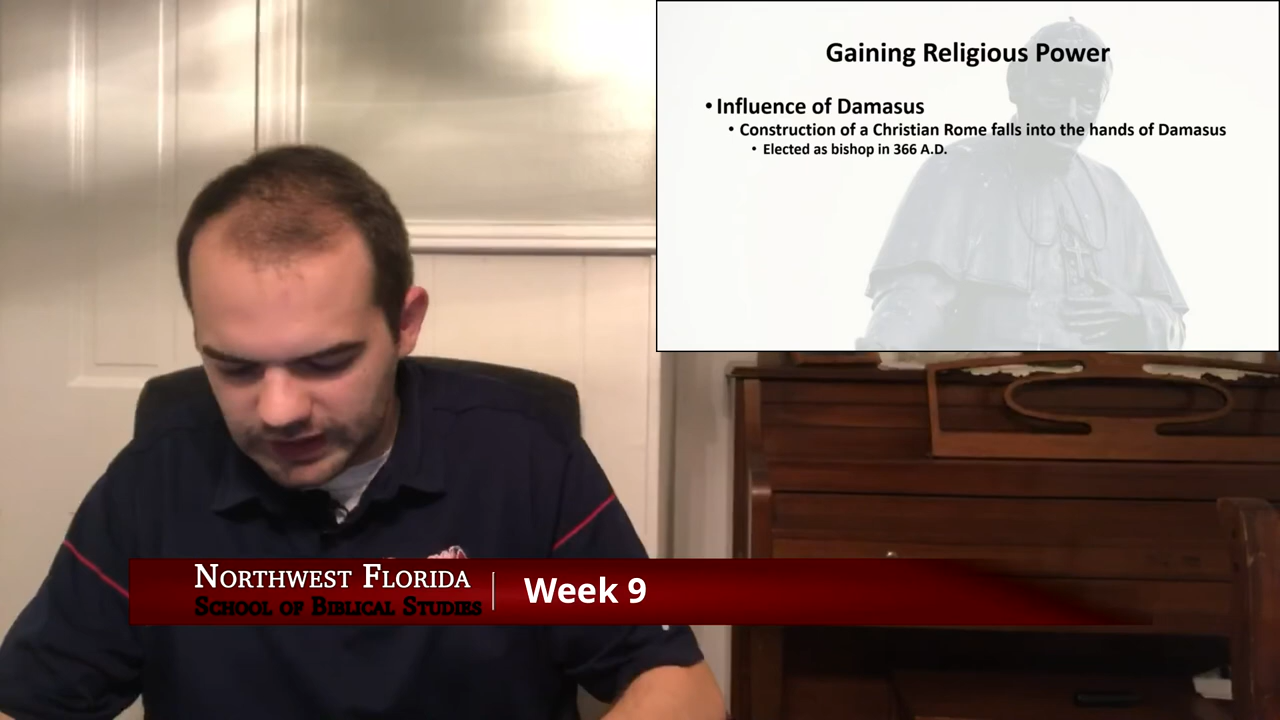 Gaining Religious Power
• Influence of Damasus
• Construction of a Christian Rome falls into the hands of Damasus
• Elected as bishop in 366 A.D.
Northwest Florida
School of Biblical Studies
Week 9